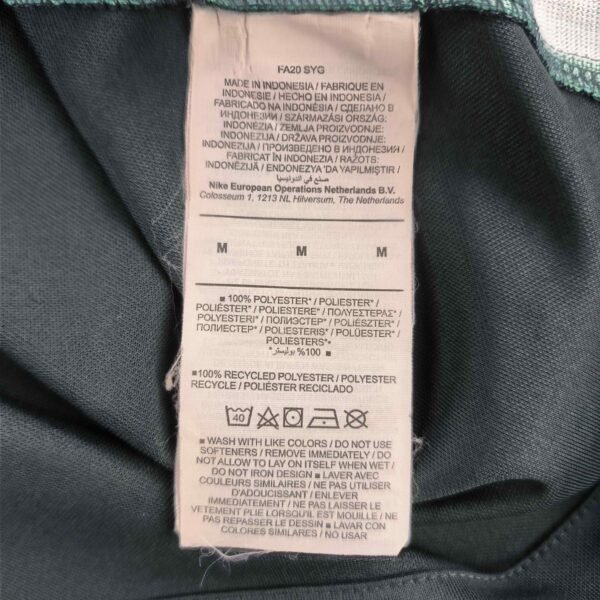 FA20 SYG
MADE IN INDONESIA / FABRIQUE EN
INDONESIE / HECHO EN INDONESIA /
FABRICADO NA INDONÉSIA / СДЕЛАНО В
ИНДОНЕЗИИ / SZÁRMAZÁSI ORSZÁG:
INDONÉZIA / ZEMLJA PROIZVODNJE:
INDONEZIJA / DRŽAVA PROIZVODNJE:
INDONEZIJA / ПРОИЗВЕДЕНО В ИНДОНЕЗИИ /
FABRICAT ÎN INDONEZIA / RAŽOTS:
INDONĒZIJĀ / ENDONEZYA'DA YAPILMIŞTIR /
صنع في اندونيسيا
Nike European Operations Netherlands B.V.
Colosseum 1, 1213 NL Hilversum, The Netherlands
M M M
■ 100% POLYESTER* / POLIESTER* /
POLIÉSTER* / POLIESTERE* / ΠΟΛΥΕΣΤΕΡΑΣ* /
POLYESTERI* / ПОЛИЭСТЕР* / POLIÉSZTER* /
ПОЛИЕСТЕР* / POLIESTERIS* / POLÜESTER* /
POLIESTERS*▪
■ 100% بوليستر*
■100% RECYCLED POLYESTER / POLYESTER
RECYCLE / POLIÉSTER RECICLADO
40
■ WASH WITH LIKE COLORS / DO NOT USE
SOFTENERS / REMOVE IMMEDIATELY / DO
NOT ALLOW TO LAY ON ITSELF WHEN WET /
DO NOT IRON DESIGN ■ LAVER AVEC
COULEURS SIMILAIRES / NE PAS UTILISER
D'ADOUCISSANT / ENLEVER
IMMEDIATEMENT / NE PAS LAISSER LE
VETEMENT PLIE LORSQU'IL EST MOUILLE / NE
PAS REPASSER LE DESSIN ■ LAVAR CON
COLORES SIMILARES / NO USAR